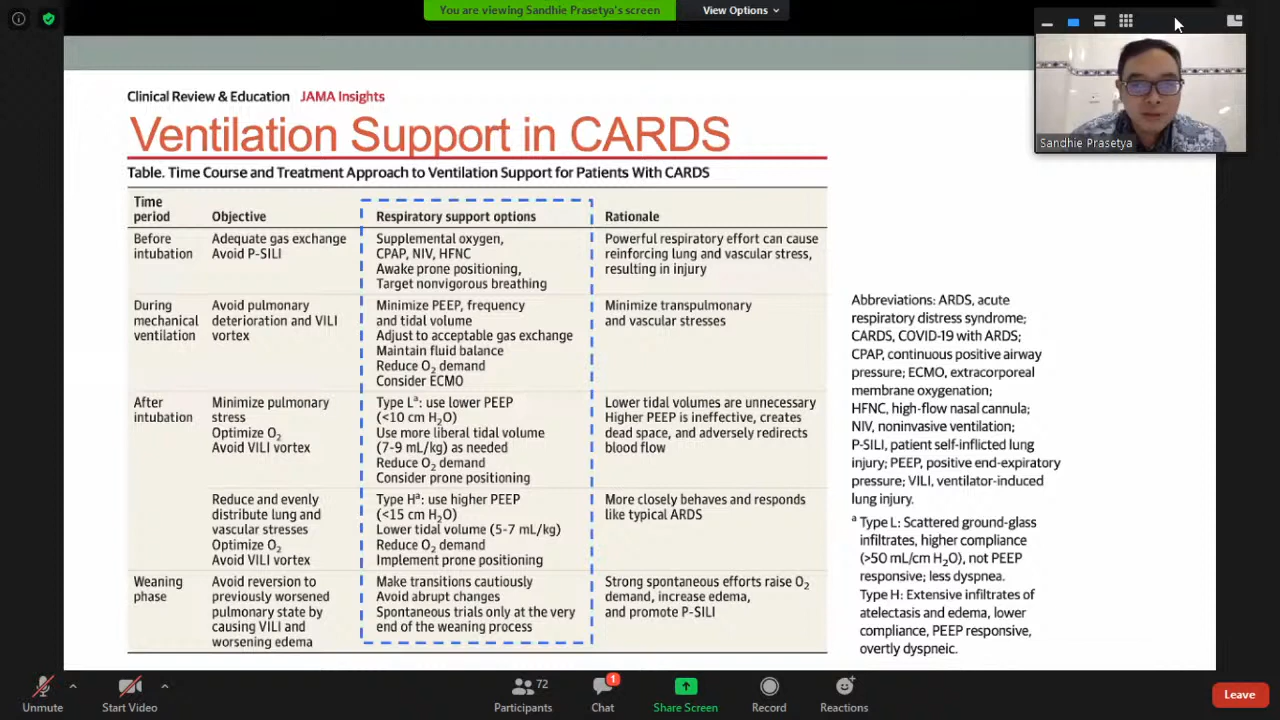 You are viewing Sandhie Prasetya's screen
View Options
Clinical Review & Education JAMA Insights
Ventilation Support in CARDS
Table. Time Course and Treatment Approach to Ventilation Support for Patients With CARDS
Time period
Objective
Respiratory support options
Rationale
Before intubation
Adequate gas exchange
Avoid P-SILI
Supplemental oxygen,
CPAP, NIV, HFNC
Awake prone positioning,
Target nonvigorous breathing
Powerful respiratory effort can cause
reinforcing lung and vascular stress,
resulting in injury
During
mechanical
ventilation
Avoid pulmonary
deterioration and VILI
vortex
Minimize PEEP, frequency
and tidal volume
Adjust to acceptable gas exchange
Maintain fluid balance
Reduce O₂ demand
Consider ECMO
Minimize transpulmonary
and vascular stresses
After
intubation
Minimize pulmonary
stress
Optimize O₂
Avoid VILI vortex
Type Lᵃ: use lower PEEP
(<10 cm H₂O)
Use more liberal tidal volume
(7-9 mL/kg) as needed
Reduce O₂ demand
Consider prone positioning
Lower tidal volumes are unnecessary
Higher PEEP is ineffective, creates
dead space, and adversely redirects
blood flow
Reduce and evenly
distribute lung and
vascular stresses
Optimize O₂
Avoid VILI vortex
Type Hᵃ: use higher PEEP
(<15 cm H₂O)
Lower tidal volume (5-7 mL/kg)
Reduce O₂ demand
Implement prone positioning
More closely behaves and responds
like typical ARDS
Weaning
phase
Avoid reversion to
previously worsened
pulmonary state by
causing VILI and
worsening edema
Make transitions cautiously
Avoid abrupt changes
Spontaneous trials only at the very
end of the weaning process
Strong spontaneous efforts raise O₂
demand, increase edema,
and promote P-SILI
Abbreviations: ARDS, acute
respiratory distress syndrome;
CARDS, COVID-19 with ARDS;
CPAP, continuous positive airway
pressure; ECMO, extracorporeal
membrane oxygenation;
HFNC, high-flow nasal cannula;
NIV, noninvasive ventilation;
P-SILI, patient self-inflicted lung
injury; PEEP, positive end-expiratory
pressure; VILI, ventilator-induced
lung injury.
ᵃ Type L: Scattered ground-glass
infiltrates, higher compliance
(>50 mL/cm H₂O), not PEEP
responsive; less dyspnea.
Type H: Extensive infiltrates of
atelectasis and edema, lower
compliance, PEEP responsive,
overtly dyspneic.
Sandhie Prasetya
Unmute
Start Video
72
Participants
1
Chat
Share Screen
Record
Reactions
Leave